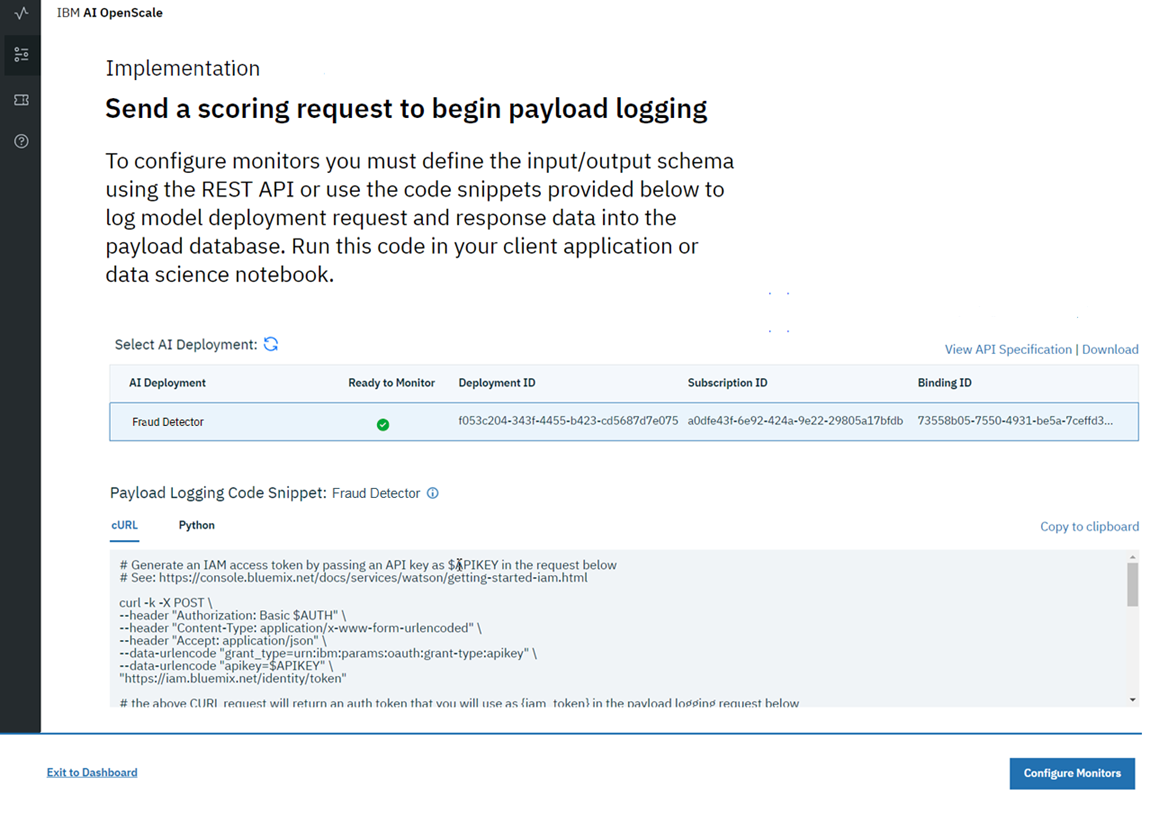 IBM AI OpenScale
Implementation
Send a scoring request to begin payload logging
To configure monitors you must define the input/output schema
using the REST API or use the code snippets provided below to
log model deployment request and response data into the
payload database. Run this code in your client application or
data science notebook.
Select AI Deployment:
View API Specification | Download
AI Deployment Ready to Monitor Deployment ID Subscription ID Binding ID
Fraud Detector f053c204-343f-4455-b423-cd5687d7e075 a0dfe43f-6e92-424a-9e22-29805a17bfdb 73558b05-7550-4931-be5a-7ceffd3...
Payload Logging Code Snippet: Fraud Detector
cURL Python Copy to clipboard
# Generate an IAM access token by passing an API key as $APIKEY in the request below
# See: https://console.bluemix.net/docs/services/watson/getting-started-iam.html
curl -k -X POST \
--header "Authorization: Basic $AUTH" \
--header "Content-Type: application/x-www-form-urlencoded" \
--header "Accept: application/json" \
--data-urlencode "grant_type=urn:ibm:params:oauth:grant-type:apikey" \
--data-urlencode "apikey=$APIKEY" \
"https://iam.bluemix.net/identity/token"
# the above CURL request will return an auth token that you will use as {iam_token} in the payload logging request below
Exit to Dashboard
Configure Monitors